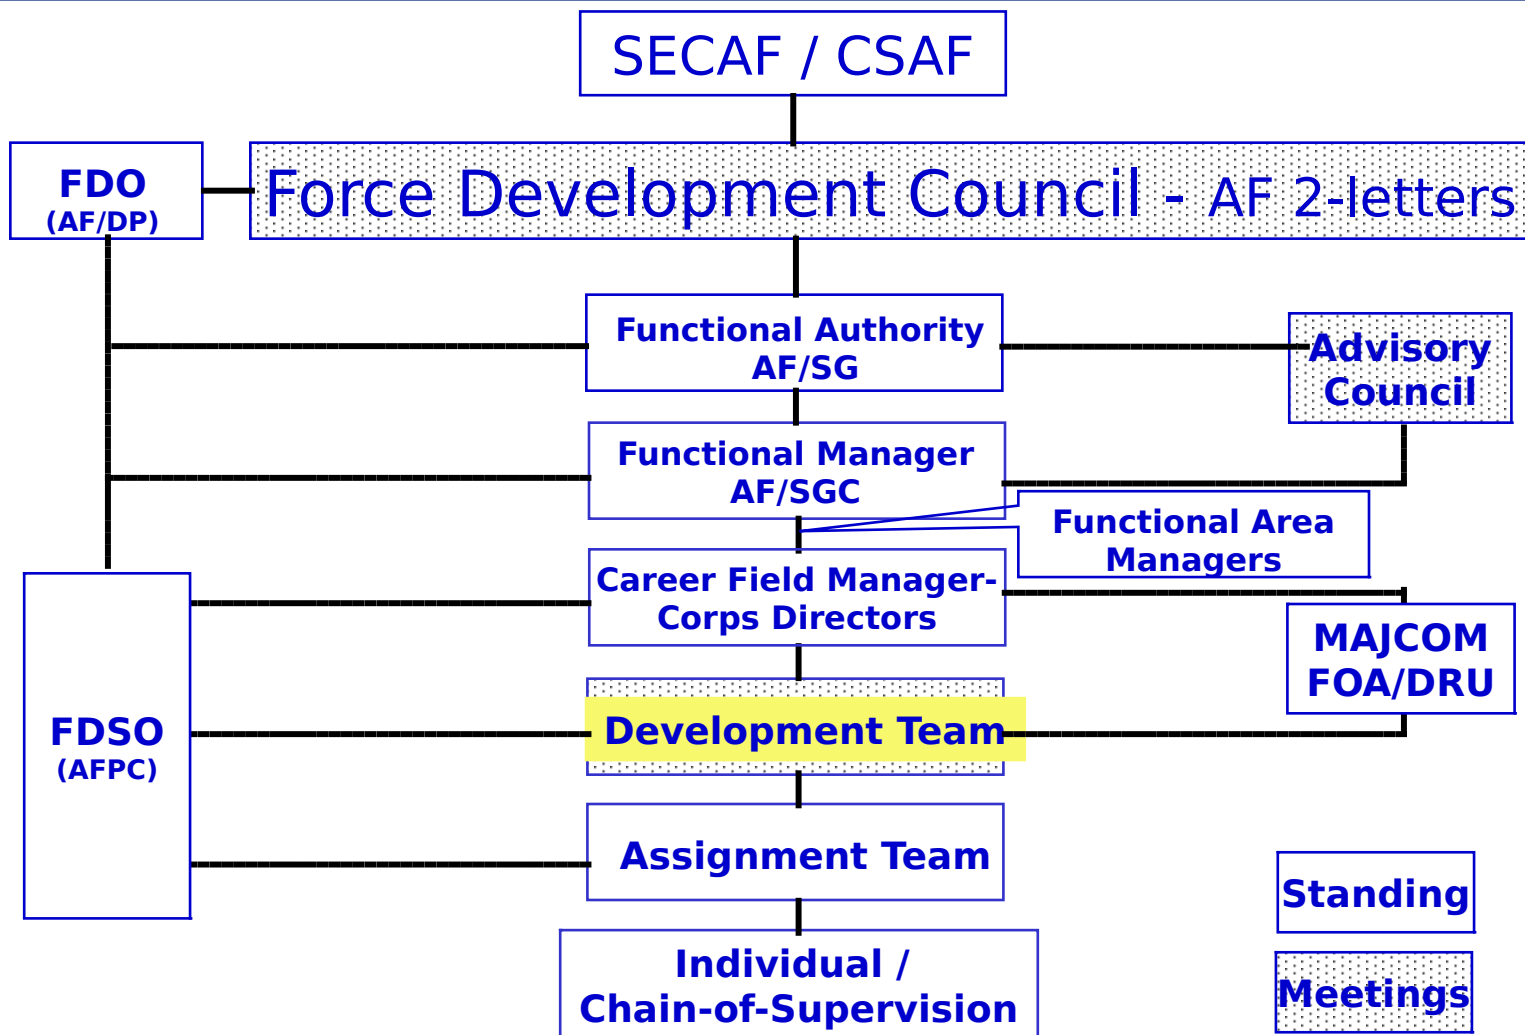 SECAF / CSAF
FDO
(AF/DP)
Force Development Council - AF 2-letters
Functional Authority
AF/SG
Advisory
Council
Functional Manager
AF/SGC
Functional Area
Managers
Career Field Manager-
Corps Directors
MAJCOM
FOA/DRU
FDSO
(AFPC)
Development Team
Assignment Team
Standing
Individual /
Chain-of-Supervision
Meetings